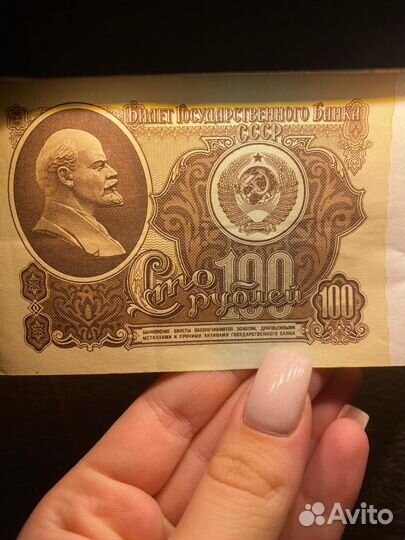 Билет Государственного Банка
СССР
Сто
100
рублей
100
БАНКОВСКИЕ БИЛЕТЫ ОБЕСПЕЧИВАЮТСЯ ЗОЛОТОМ, ДРАГОЦЕННЫМИ
МЕТАЛЛАМИ И ПРОЧИМИ АКТИВАМИ ГОСУДАРСТВЕННОГО БАНКА
Avito